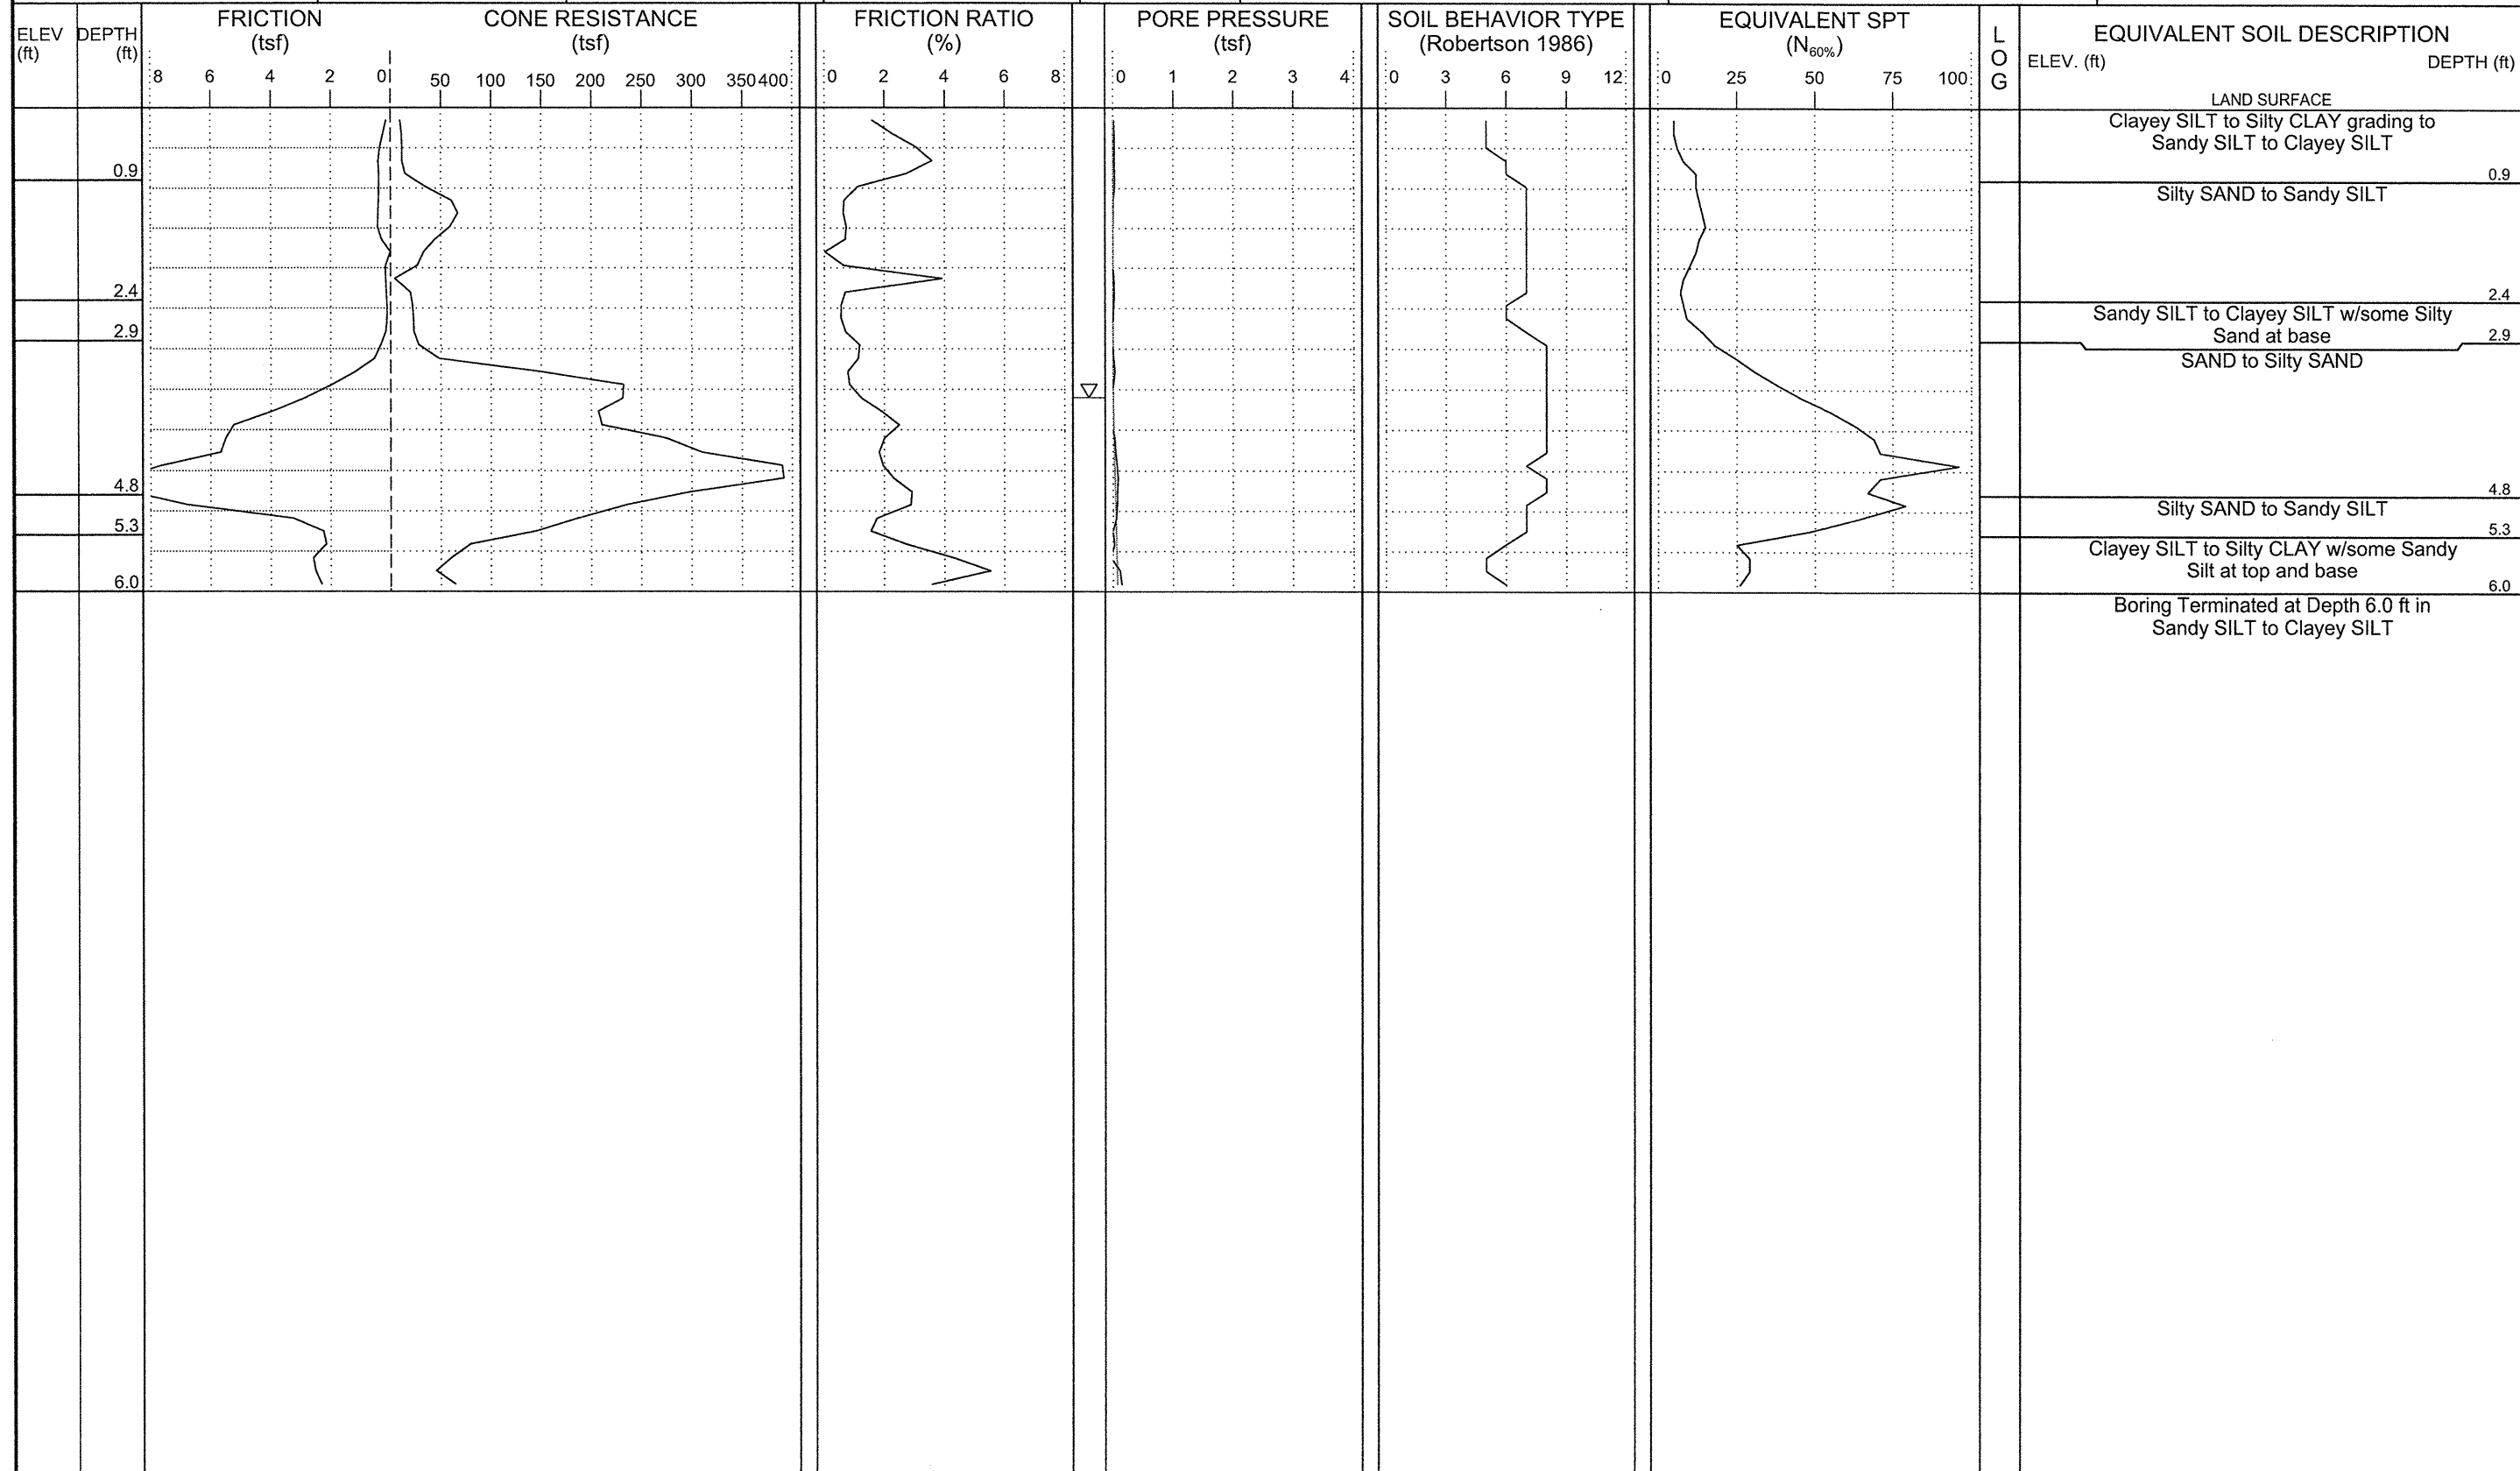 FRICTION CONE RESISTANCE FRICTION RATIO PORE PRESSURE SOIL BEHAVIOR TYPE EQUIVALENT SPT
ELEV DEPTH (tsf) (tsf) (%) (tsf) (Robertson 1986) (N60%) L EQUIVALENT SOIL DESCRIPTION
(ft) (ft) O ELEV. (ft) DEPTH (ft)
8 6 4 2 0 50 100 150 200 250 300 350 400 0 2 4 6 8 0 1 2 3 4 0 3 6 9 12 0 25 50 75 100 G
LAND SURFACE
Clayey SILT to Silty CLAY grading to
Sandy SILT to Clayey SILT
0.9 0.9
Silty SAND to Sandy SILT
2.4 2.4
Sandy SILT to Clayey SILT w/some Silty
2.9 Sand at base 2.9
SAND to Silty SAND
4.8 4.8
Silty SAND to Sandy SILT
5.3 5.3
Clayey SILT to Silty CLAY w/some Sandy
Silt at top and base
6.0 6.0
Boring Terminated at Depth 6.0 ft in
Sandy SILT to Clayey SILT